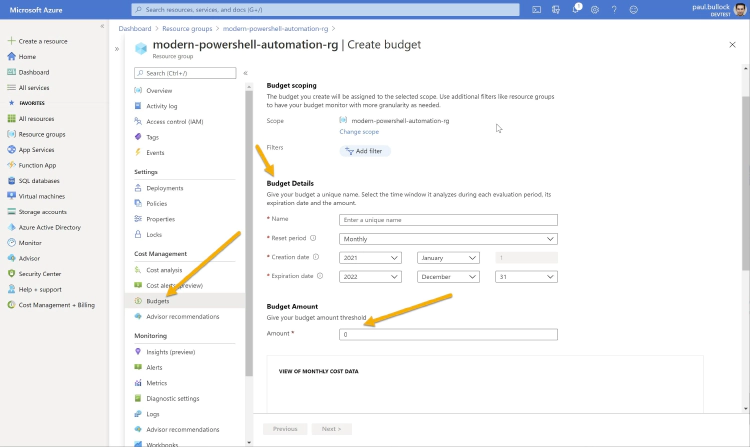 Microsoft Azure
Search resources, services, and docs (G+/)
paul.bullock
DEVTEST
Create a resource
Home
Dashboard
All services
FAVORITES
All resources
Resource groups
App Services
Function App
SQL databases
Virtual machines
Storage accounts
Azure Active Directory
Monitor
Advisor
Security Center
Help + support
Cost Management + Billing
Dashboard > Resource groups > modern-powershell-automation-rg >
modern-powershell-automation-rg | Create budget
Resource group
Search (Ctrl+/)
Overview
Activity log
Access control (IAM)
Tags
Events
Settings
Deployments
Policies
Properties
Locks
Cost Management
Cost analysis
Cost alerts (preview)
Budgets
Advisor recommendations
Monitoring
Insights (preview)
Alerts
Metrics
Diagnostic settings
Logs
Advisor recommendations
Workbooks
Budget scoping
The budget you create will be assigned to the selected scope. Use additional filters like resource groups
to have your budget monitor with more granularity as needed.
Scope
modern-powershell-automation-rg
Change scope
Filters
Add filter
Budget Details
Give your budget a unique name. Select the time window it analyzes during each evaluation period, its
expiration date and the amount.
* Name
Enter a unique name
* Reset period
Monthly
* Creation date
2021 January 1
* Expiration date
2022 December 31
Budget Amount
Give your budget amount threshold
Amount *
0
VIEW OF MONTHLY COST DATA
Previous
Next >